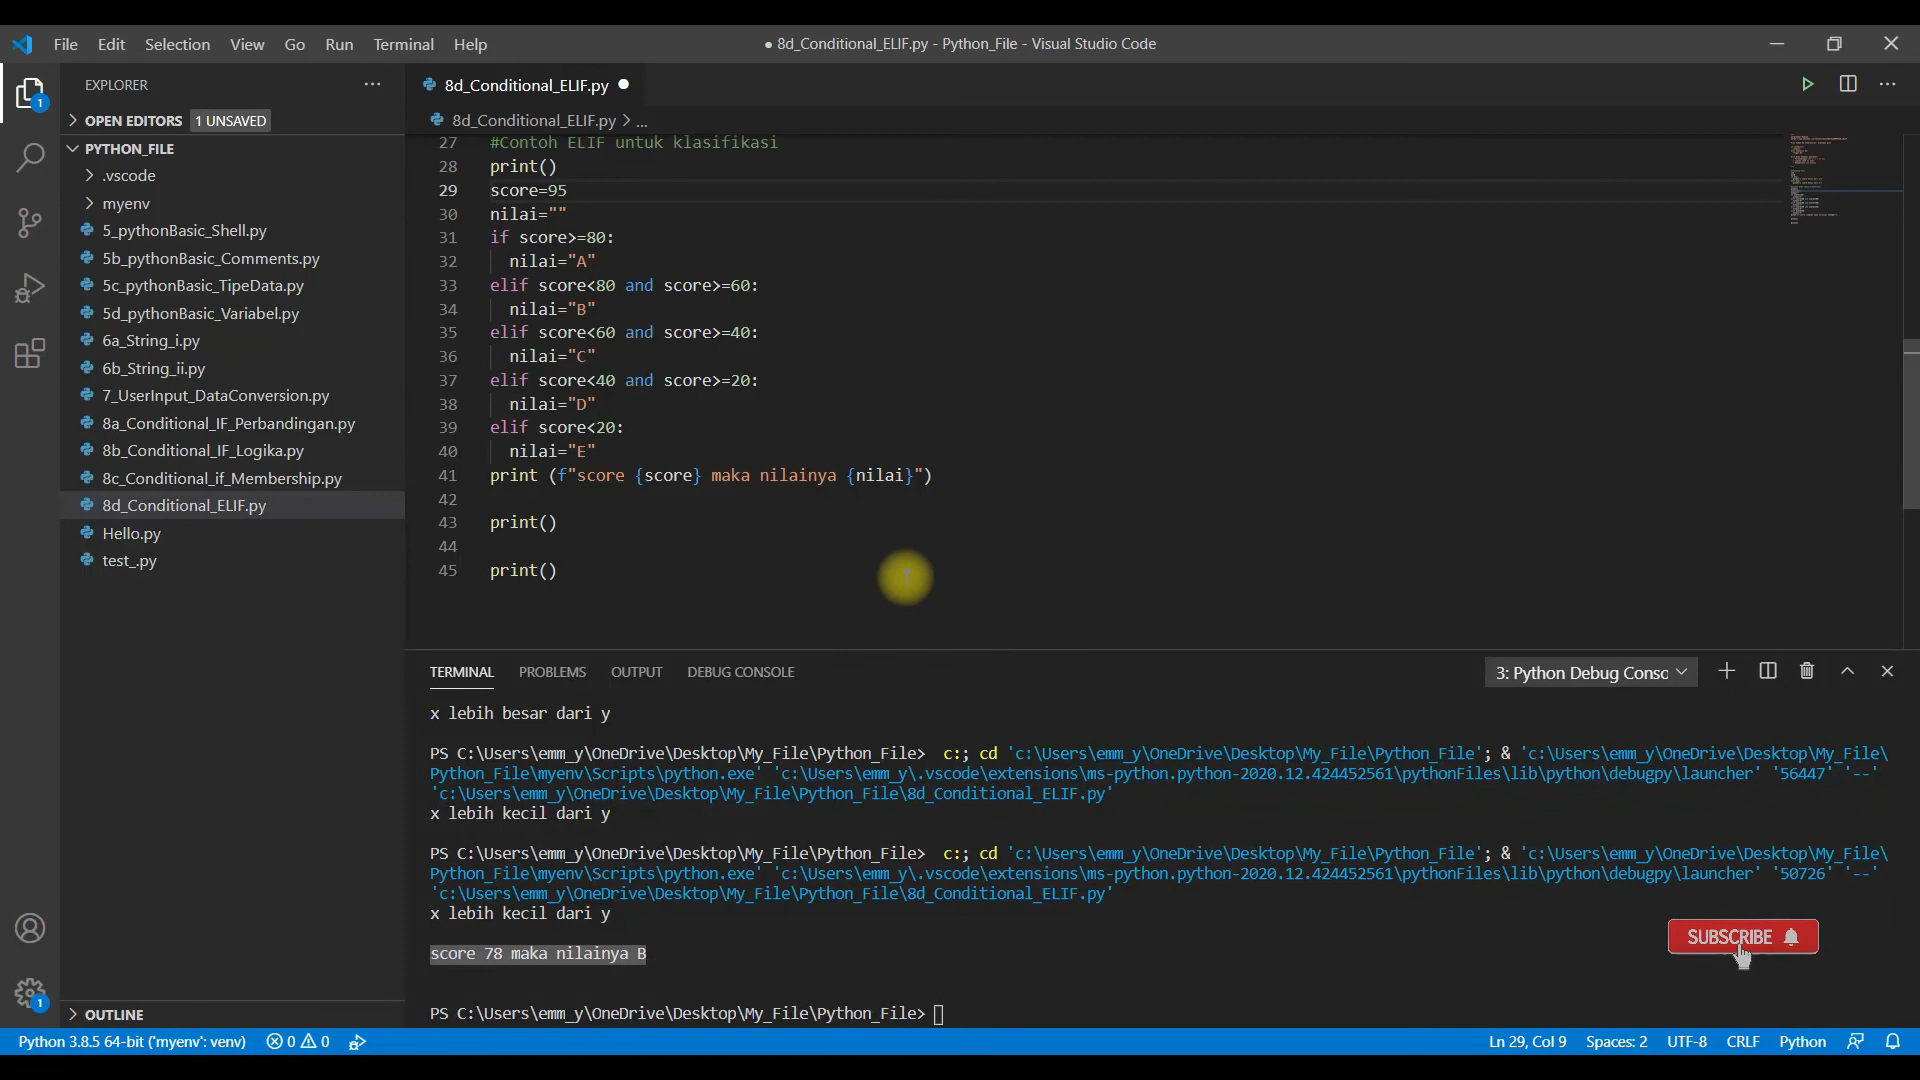 File Edit Selection View Go Run Terminal Help
● 8d_Conditional_ELIF.py - Python_File - Visual Studio Code
EXPLORER
OPEN EDITORS 1 UNSAVED
PYTHON_FILE
.vscode
myenv
5_pythonBasic_Shell.py
5b_pythonBasic_Comments.py
5c_pythonBasic_TipeData.py
5d_pythonBasic_Variabel.py
6a_String_i.py
6b_String_ii.py
7_UserInput_DataConversion.py
8a_Conditional_IF_Perbandingan.py
8b_Conditional_IF_Logika.py
8c_Conditional_if_Membership.py
8d_Conditional_ELIF.py
Hello.py
test_.py
OUTLINE
1
1
8d_Conditional_ELIF.py
8d_Conditional_ELIF.py > ...
27 #Contoh ELIF untuk klasifikasi
28 print()
29 score=95
30 nilai=""
31 if score>=80:
32 nilai="A"
33 elif score<80 and score>=60:
34 nilai="B"
35 elif score<60 and score>=40:
36 nilai="C"
37 elif score<40 and score>=20:
38 nilai="D"
39 elif score<20:
40 nilai="E"
41 print (f"score {score} maka nilainya {nilai}")
42
43 print()
44
45 print()
TERMINAL PROBLEMS OUTPUT DEBUG CONSOLE
3: Python Debug Consc
x lebih besar dari y
PS C:\Users\emm_y\OneDrive\Desktop\My_File\Python_File> c:; cd 'c:\Users\emm_y\OneDrive\Desktop\My_File\Python_File'; & 'c:\Users\emm_y\OneDrive\Desktop\My_File\
Python_File\myenv\Scripts\python.exe' 'c:\Users\emm_y\.vscode\extensions\ms-python.python-2020.12.424452561\pythonFiles\lib\python\debugpy\launcher' '56447' '--'
'c:\Users\emm_y\OneDrive\Desktop\My_File\Python_File\8d_Conditional_ELIF.py'
x lebih kecil dari y
PS C:\Users\emm_y\OneDrive\Desktop\My_File\Python_File> c:; cd 'c:\Users\emm_y\OneDrive\Desktop\My_File\Python_File'; & 'c:\Users\emm_y\OneDrive\Desktop\My_File\
Python_File\myenv\Scripts\python.exe' 'c:\Users\emm_y\.vscode\extensions\ms-python.python-2020.12.424452561\pythonFiles\lib\python\debugpy\launcher' '50726' '--'
'c:\Users\emm_y\OneDrive\Desktop\My_File\Python_File\8d_Conditional_ELIF.py'
x lebih kecil dari y
score 78 maka nilainya B
PS C:\Users\emm_y\OneDrive\Desktop\My_File\Python_File>
SUBSCRIBE
Python 3.8.5 64-bit ('myenv': venv) 0 0
Ln 29, Col 9 Spaces: 2 UTF-8 CRLF Python